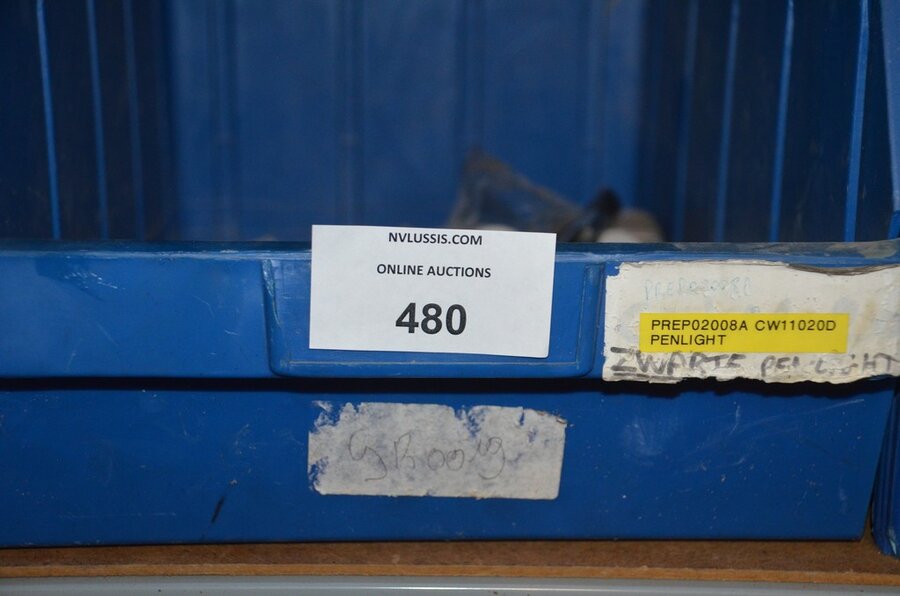 NVLUSSIS.COM
ONLINE AUCTIONS
480
PREP02008A CW11020D
PENLIGHT
ZWARTE PENLIGHT